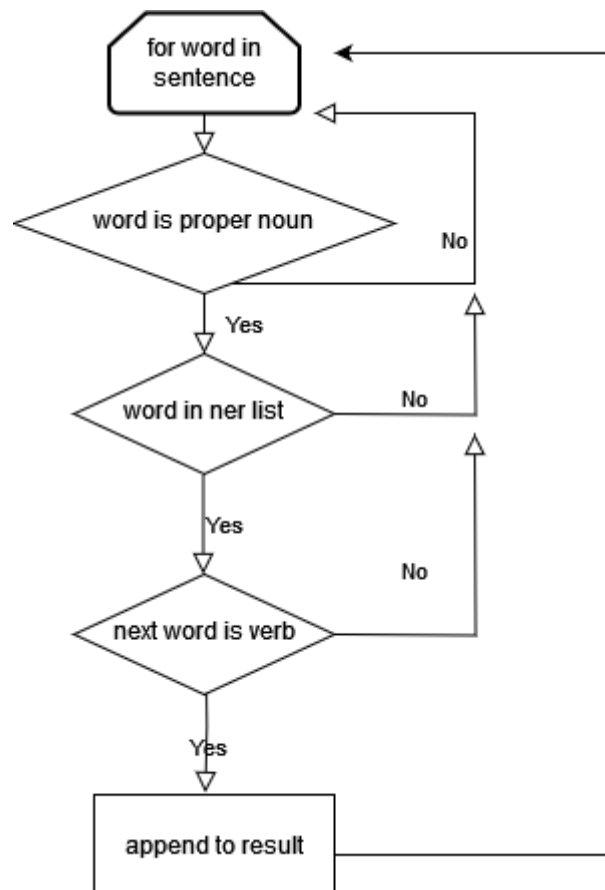 for word in
sentence
word is proper noun
No
Yes
word in ner list
No
Yes
No
next word is verb
Yes
append to result